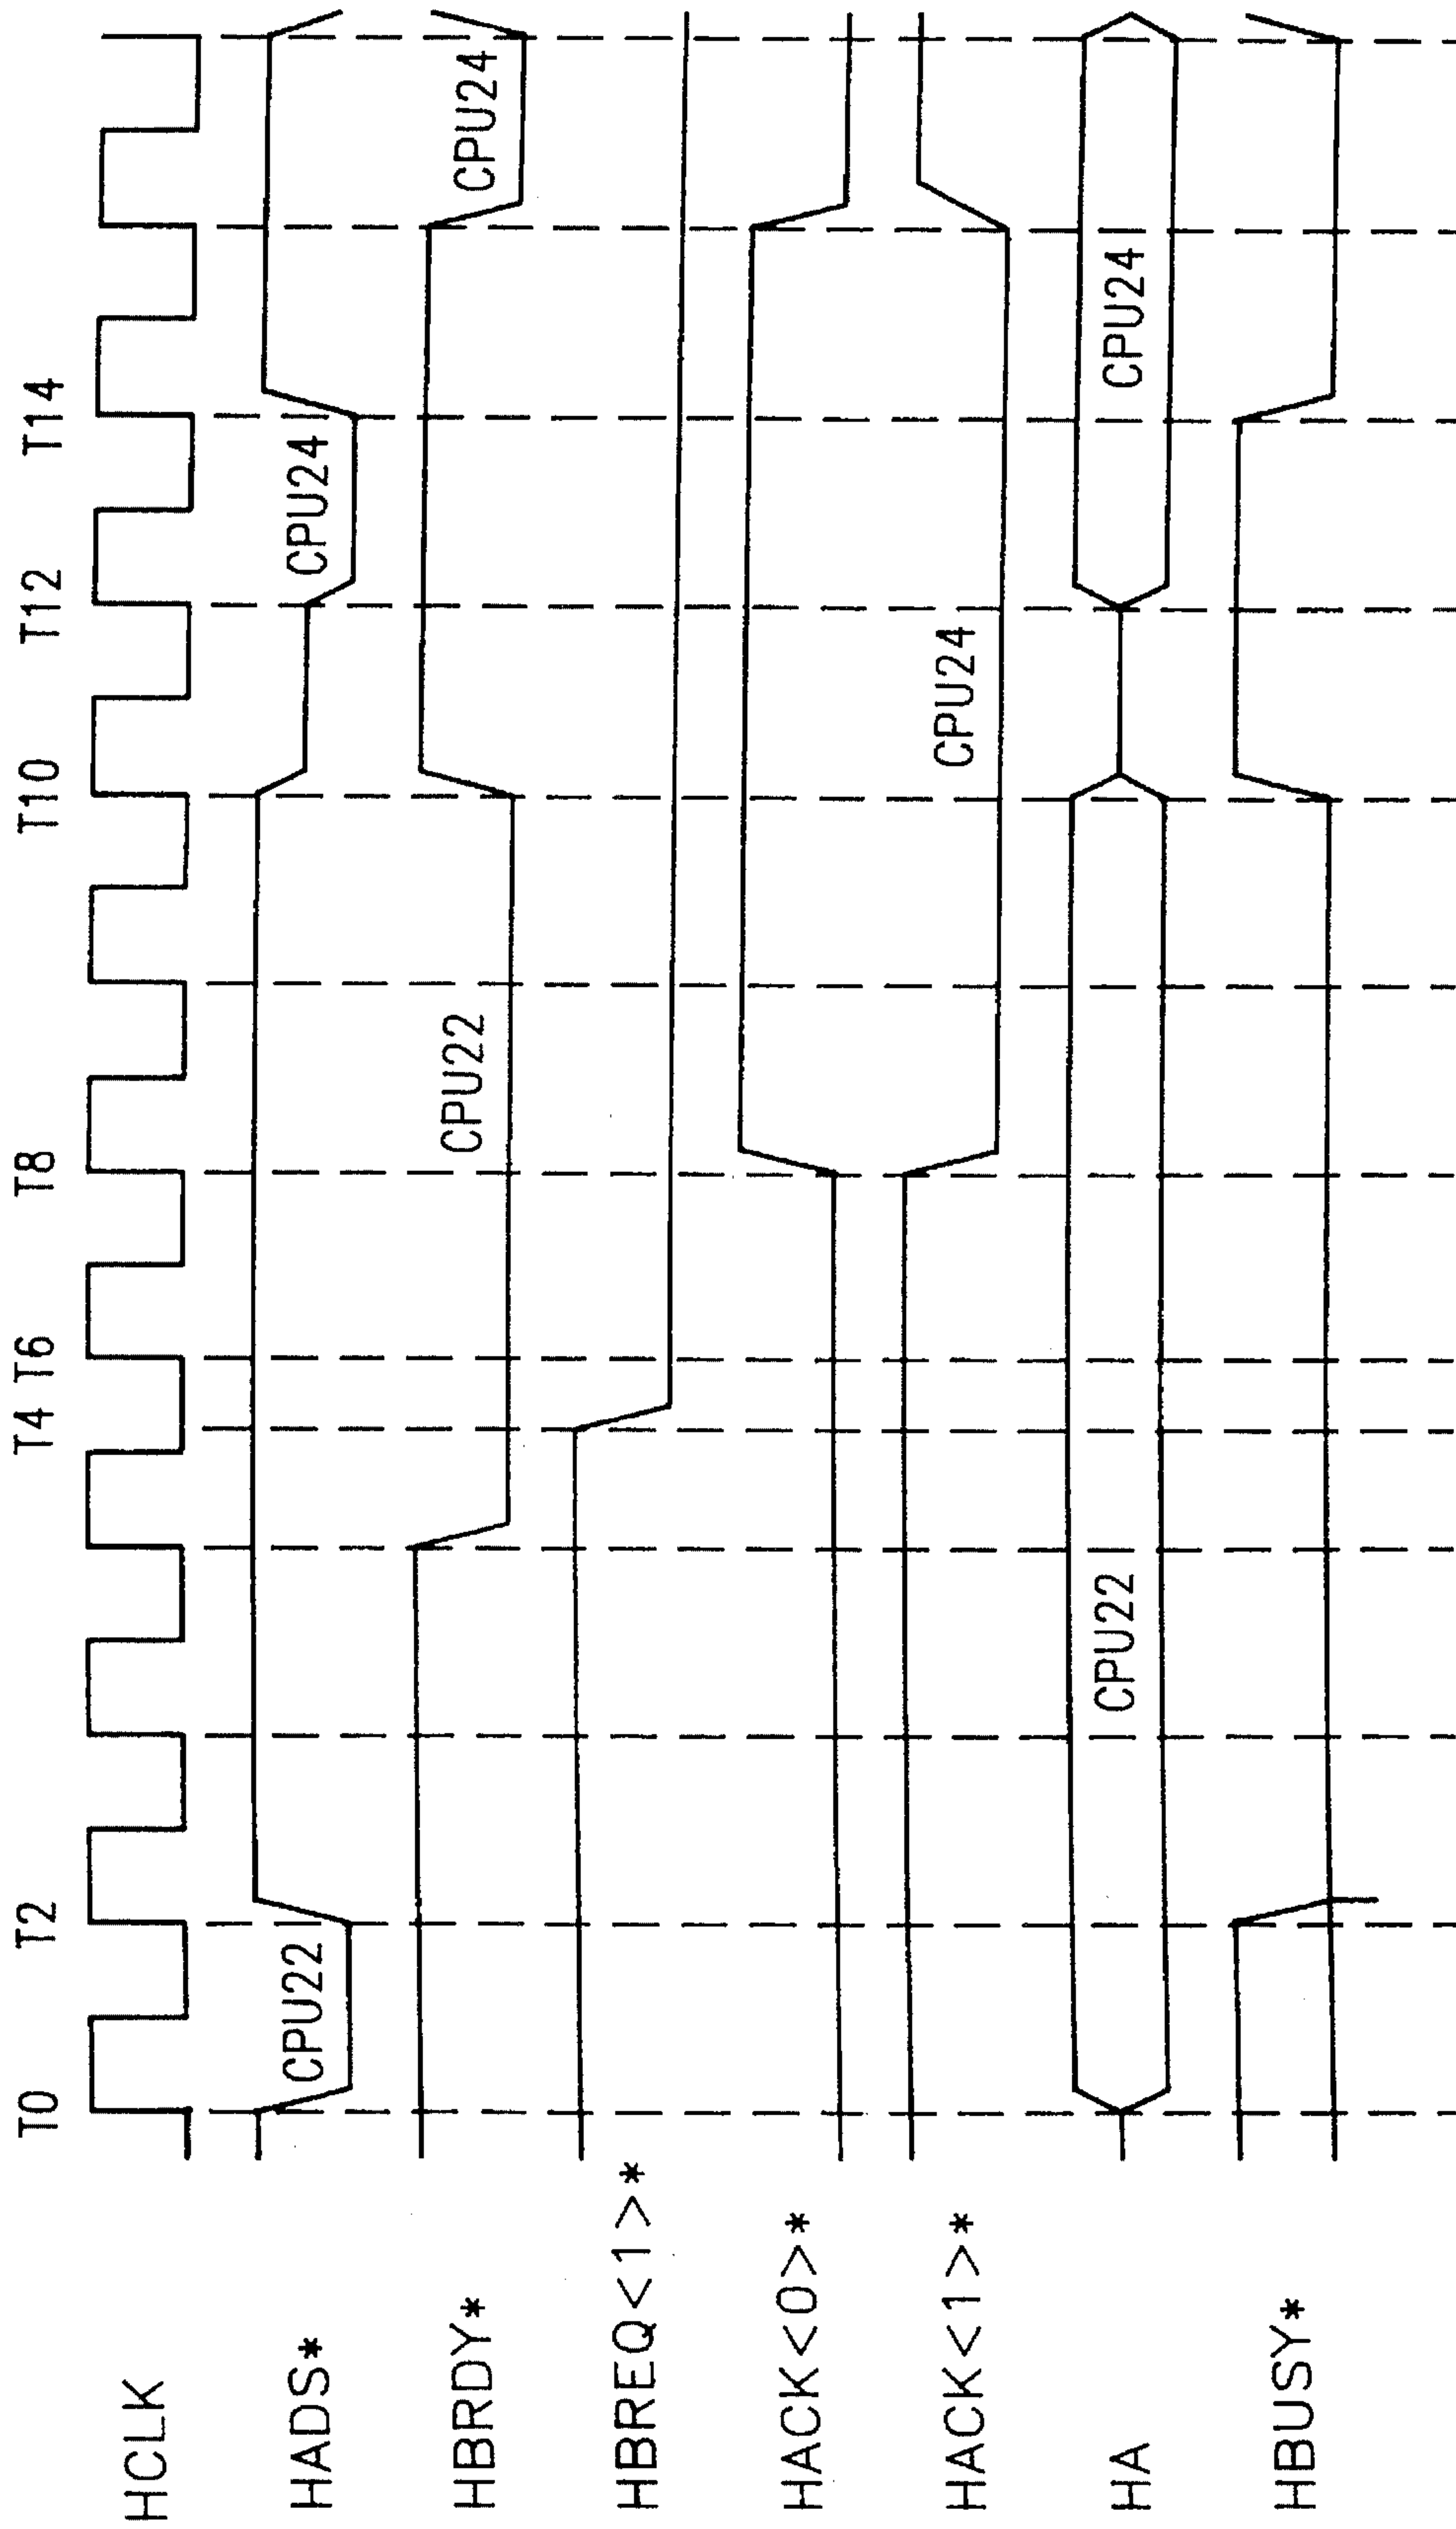 T0 T2 T4 T6 T8 T10 T12 T14
HCLK
HADS* CPU22 CPU24
HBRDY* CPU22 CPU24
HBREQ<1>*
HACK<0>*
HACK<1>* CPU24
HA CPU22 CPU24
HBUSY*